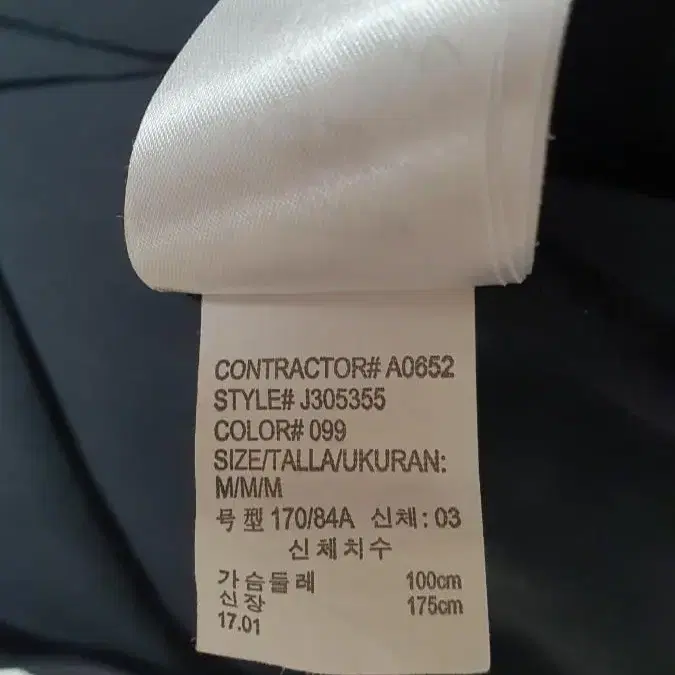 CONTRACTOR# A0652
STYLE# J305355
COLOR# 099
SIZE/TALLA/UKURAN:
M/M/M
号型 170/84A 신체: 03
신체치수
가슴둘레 100cm
신장 175cm
17.01